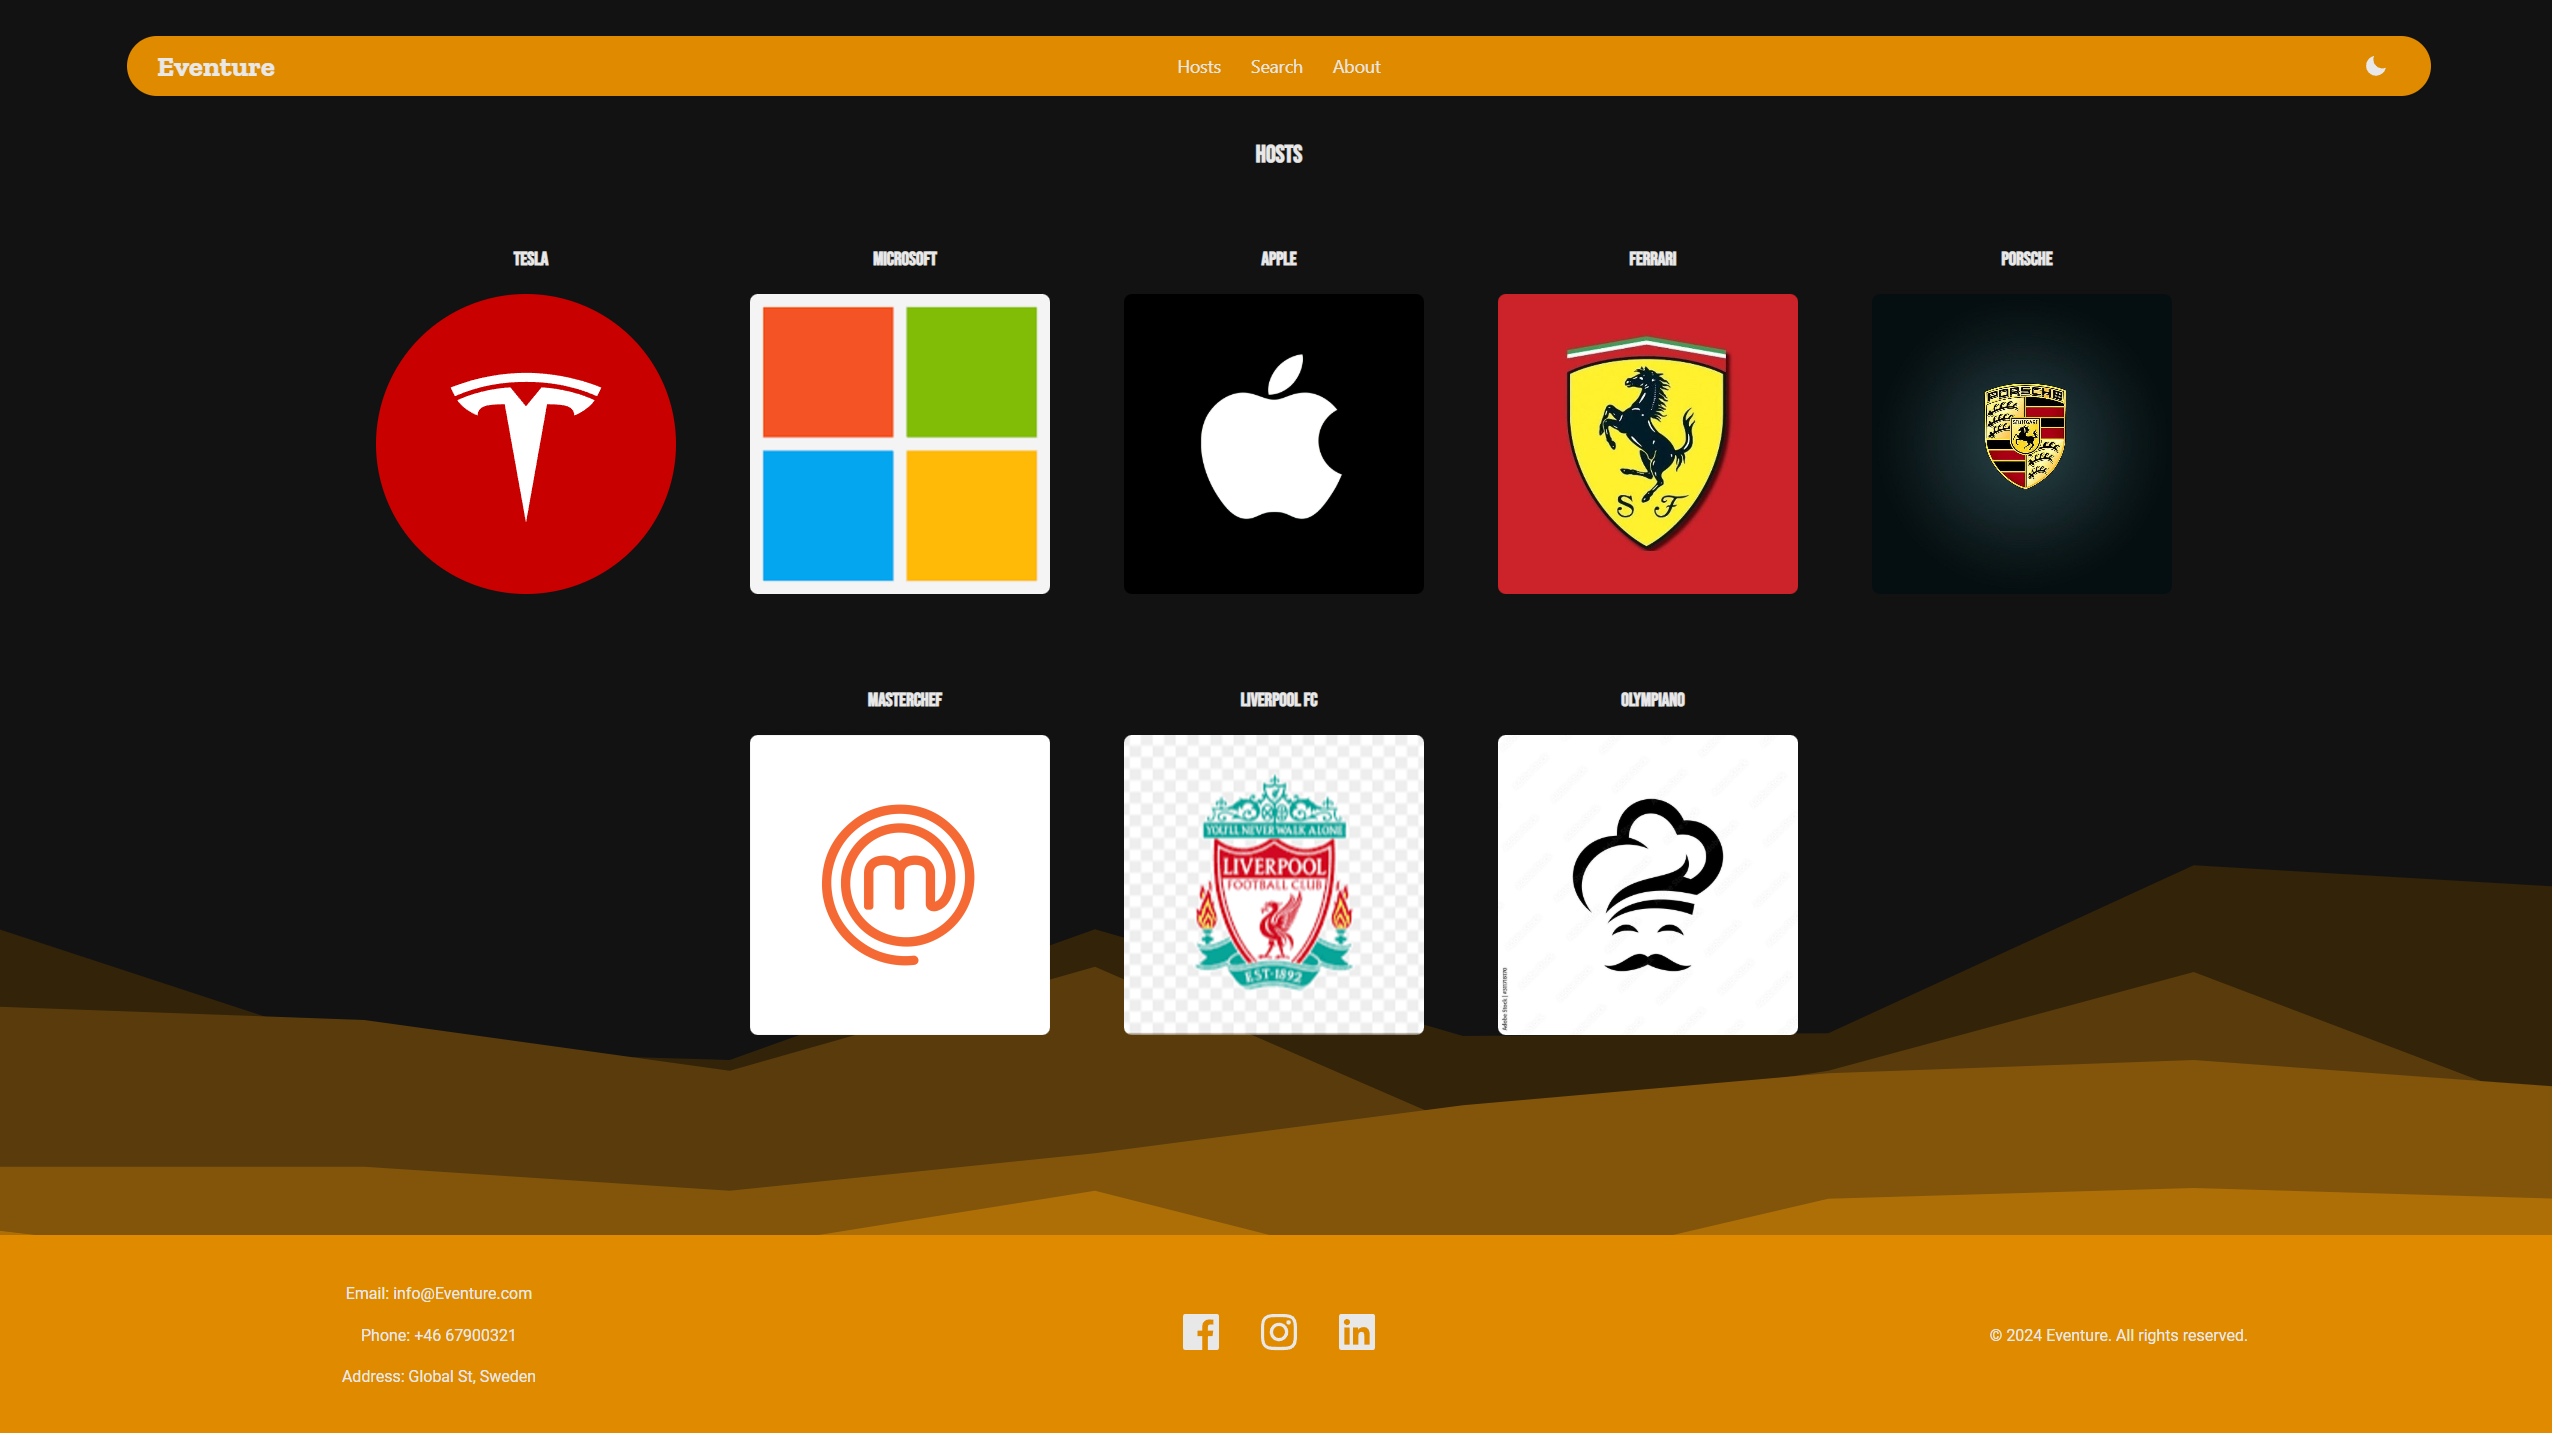 Eventure
Hosts Search About
HOSTS
TESLA
MICROSOFT
APPLE
FERRARI
PORSCHE
S F
PORSCHE
STUTTGART
MASTERCHEF
LIVERPOOL FC
OLYMPIANO
m
YOU'LL NEVER WALK ALONE
LIVERPOOL
FOOTBALL CLUB
EST·1892
Email: info@Eventure.com
Phone: +46 67900321
Address: Global St, Sweden
© 2024 Eventure. All rights reserved.